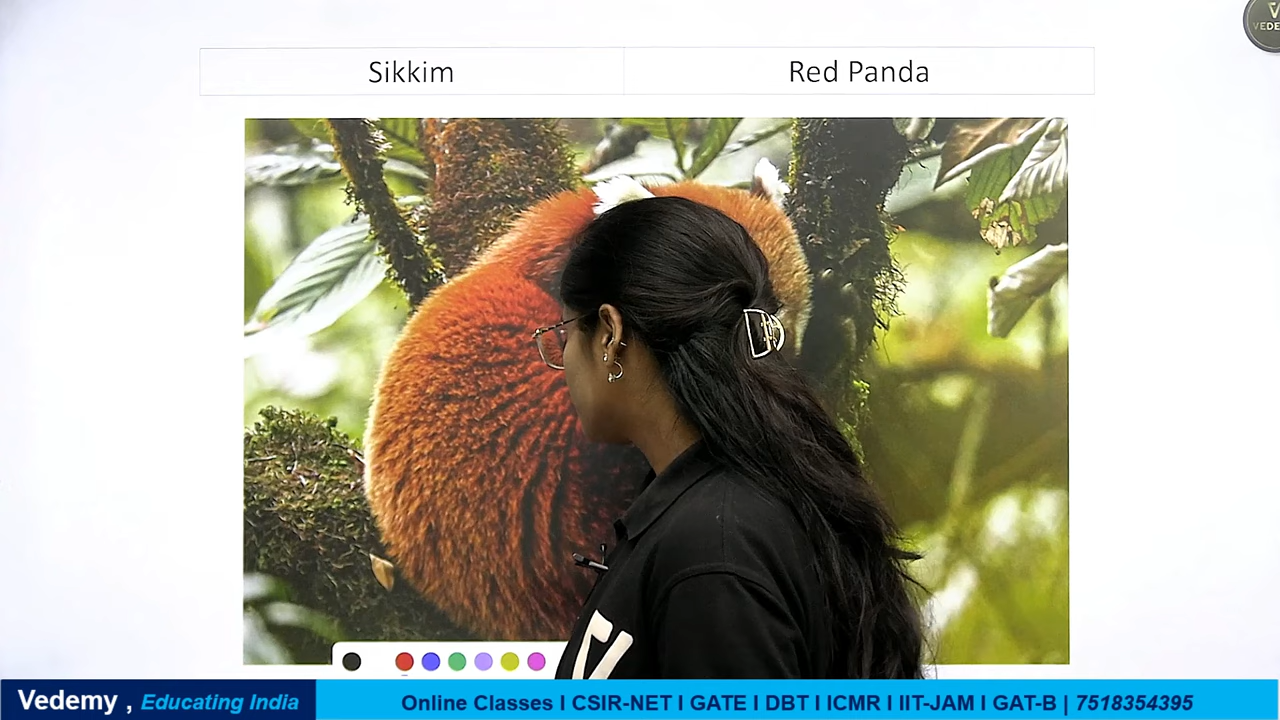 Sikkim Red Panda
Vedemy , Educating India
Online Classes I CSIR-NET I GATE I DBT I ICMR I IIT-JAM I GAT-B | 7518354395